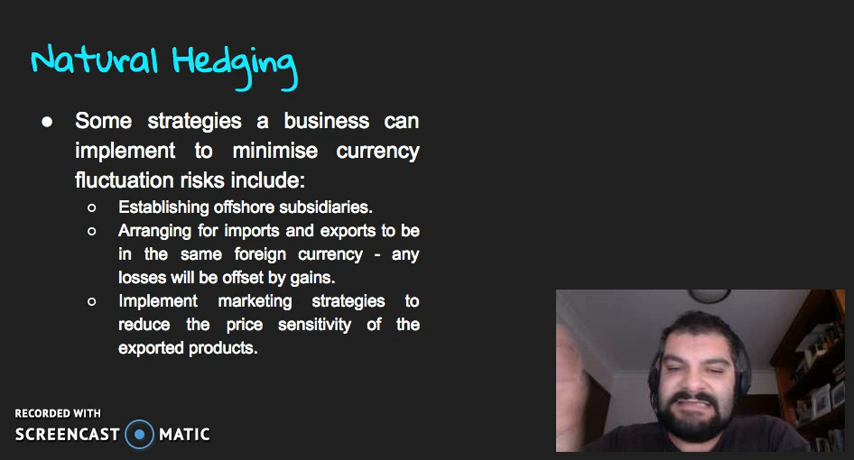 Natural Hedging
● Some strategies a business can
implement to minimise currency
fluctuation risks include:
○ Establishing offshore subsidiaries.
○ Arranging for imports and exports to be
in the same foreign currency - any
losses will be offset by gains.
○ Implement marketing strategies to
reduce the price sensitivity of the
exported products.
RECORDED WITH
SCREENCAST MATIC